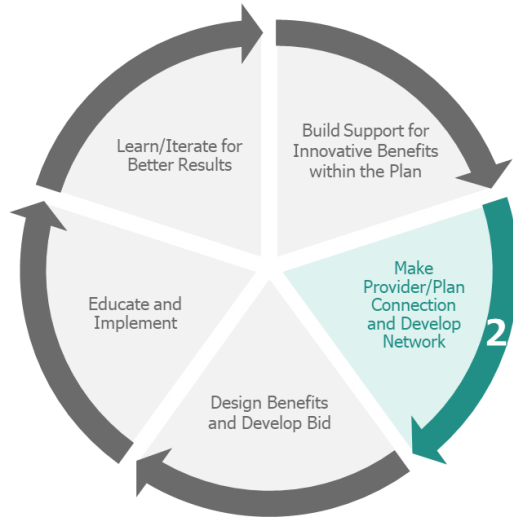 Build Support for
Innovative Benefits
within the Plan
Make
Provider/Plan
Connection
and Develop
Network
2
Design Benefits
and Develop Bid
Educate and
Implement
Learn/Iterate for
Better Results